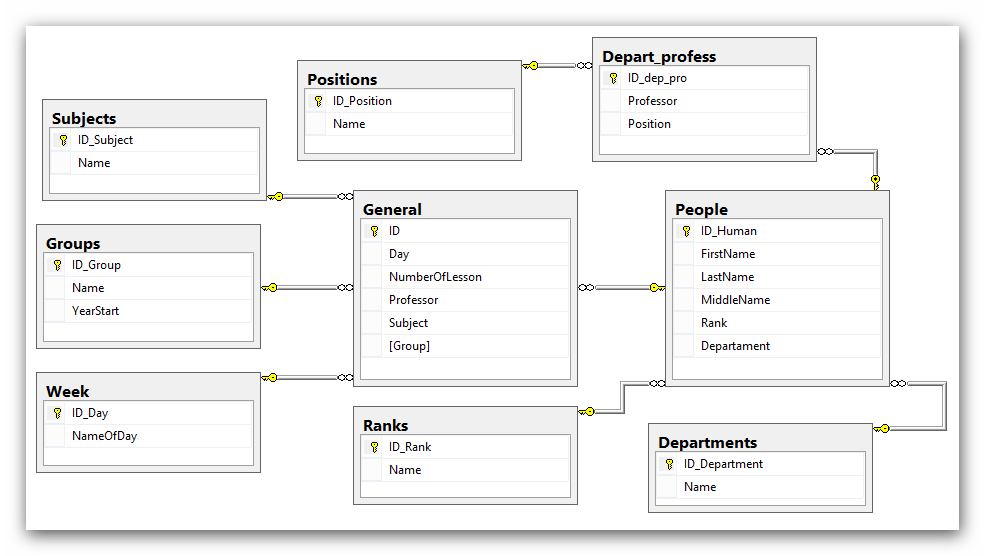 Depart_profess
ID_dep_pro
Professor
Position
Positions
ID_Position
Name
Subjects
ID_Subject
Name
General
ID
Day
NumberOfLesson
Professor
Subject
[Group]
People
ID_Human
FirstName
LastName
MiddleName
Rank
Departament
Groups
ID_Group
Name
YearStart
Week
ID_Day
NameOfDay
Ranks
ID_Rank
Name
Departments
ID_Department
Name